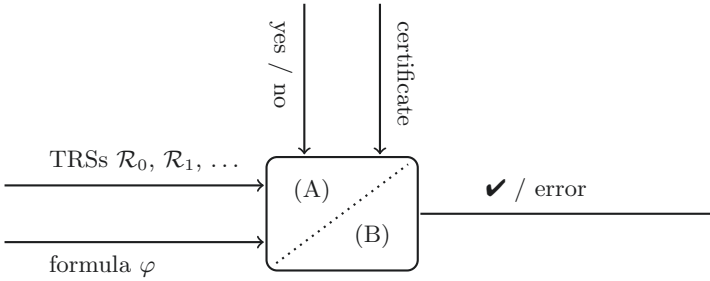 yes / no
certificate
TRSs R₀, R₁, …
(A)
✔ / error
(B)
formula φ